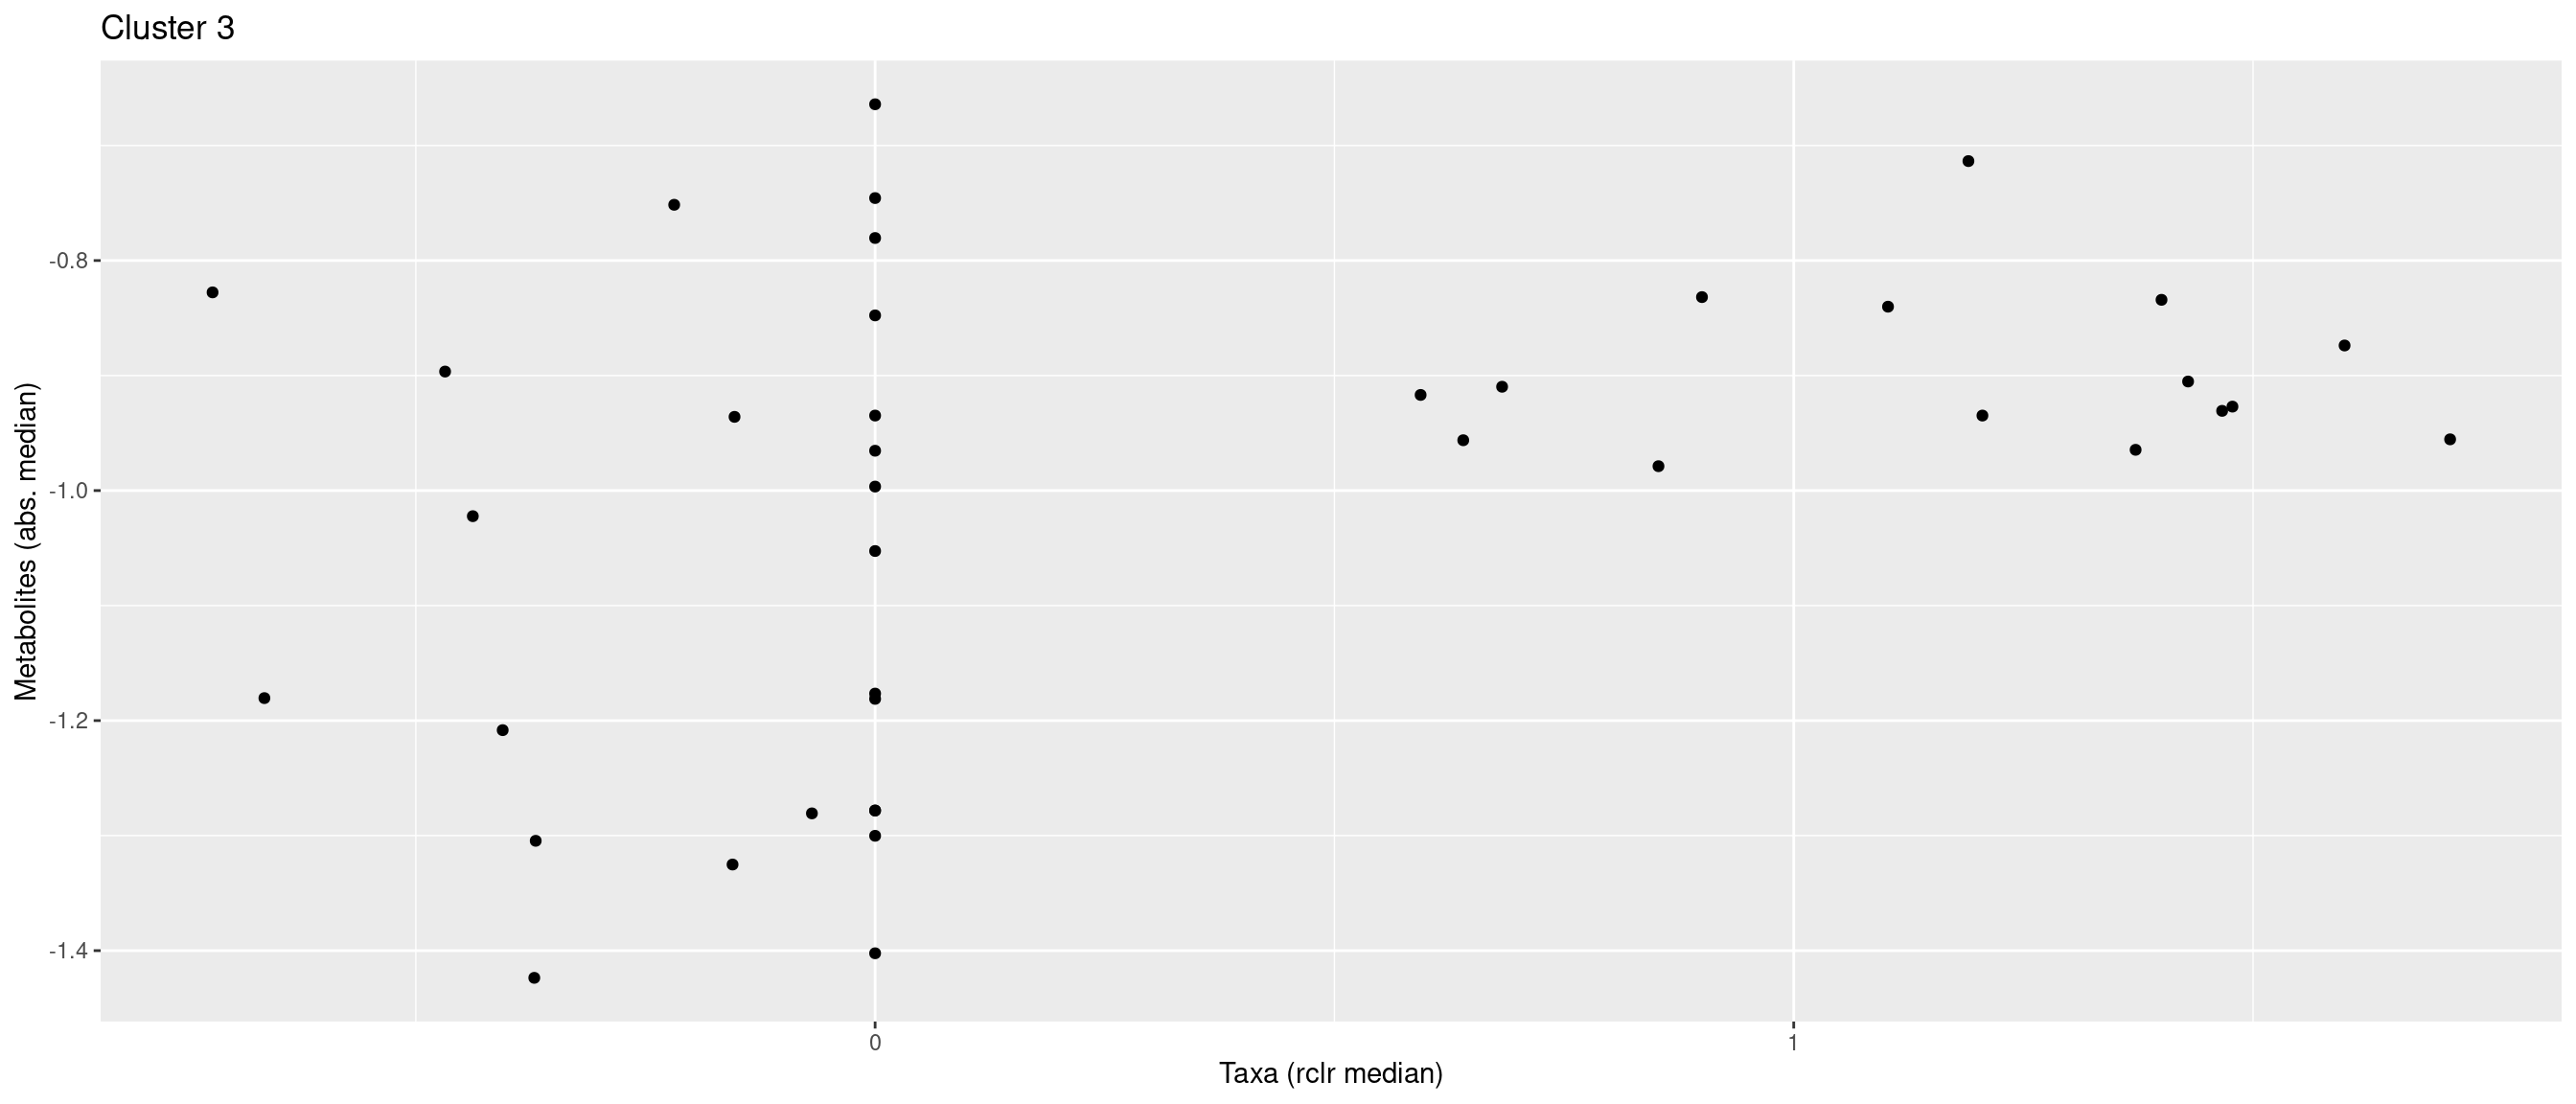 Cluster 3
Metabolites (abs. median)
-0.8
-1.0
-1.2
-1.4
0
1
Taxa (rclr median)